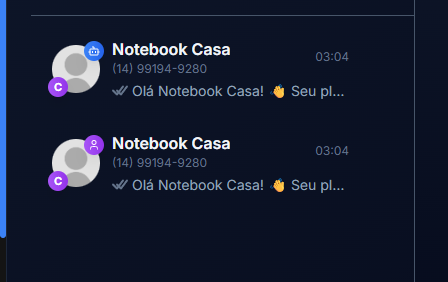 Notebook Casa
03:04
(14) 99194-9280
C
Olá Notebook Casa! 👋 Seu pl...
Notebook Casa
03:04
(14) 99194-9280
C
Olá Notebook Casa! 👋 Seu pl...